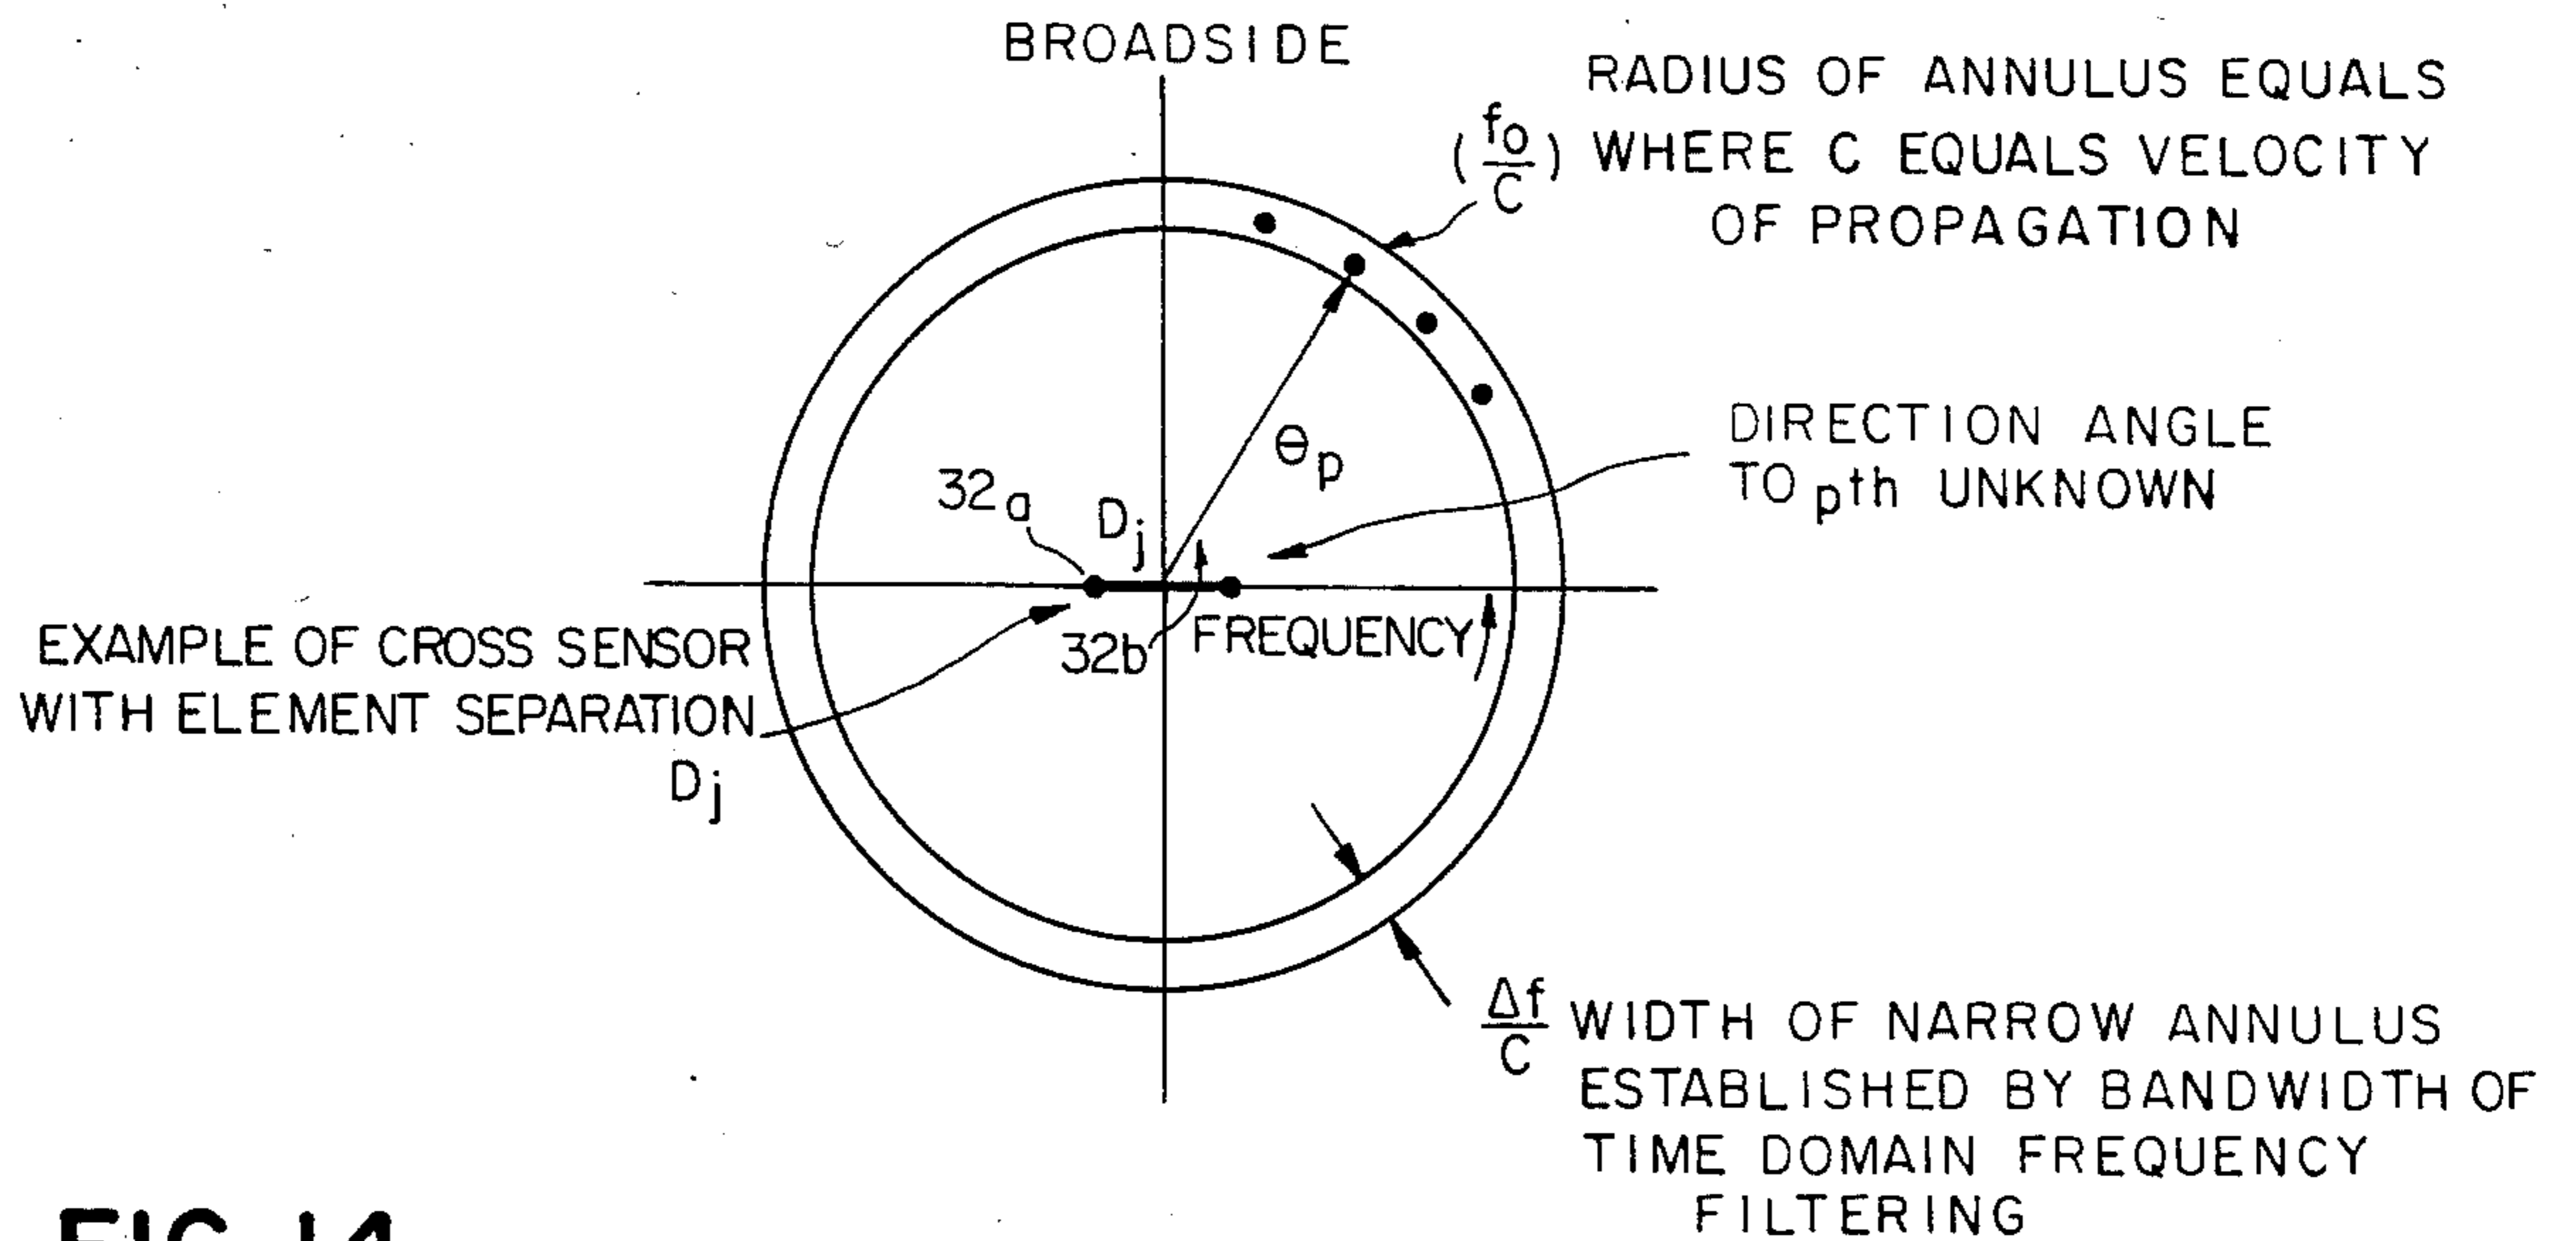 BROADSIDE
RADIUS OF ANNULUS EQUALS
(fo/C) WHERE C EQUALS VELOCITY
OF PROPAGATION
DIRECTION ANGLE
TO pth UNKNOWN
θp
32a
Dj
32b
FREQUENCY
EXAMPLE OF CROSS SENSOR
WITH ELEMENT SEPARATION
Dj
Δf/C WIDTH OF NARROW ANNULUS
ESTABLISHED BY BANDWIDTH OF
TIME DOMAIN FREQUENCY
FILTERING